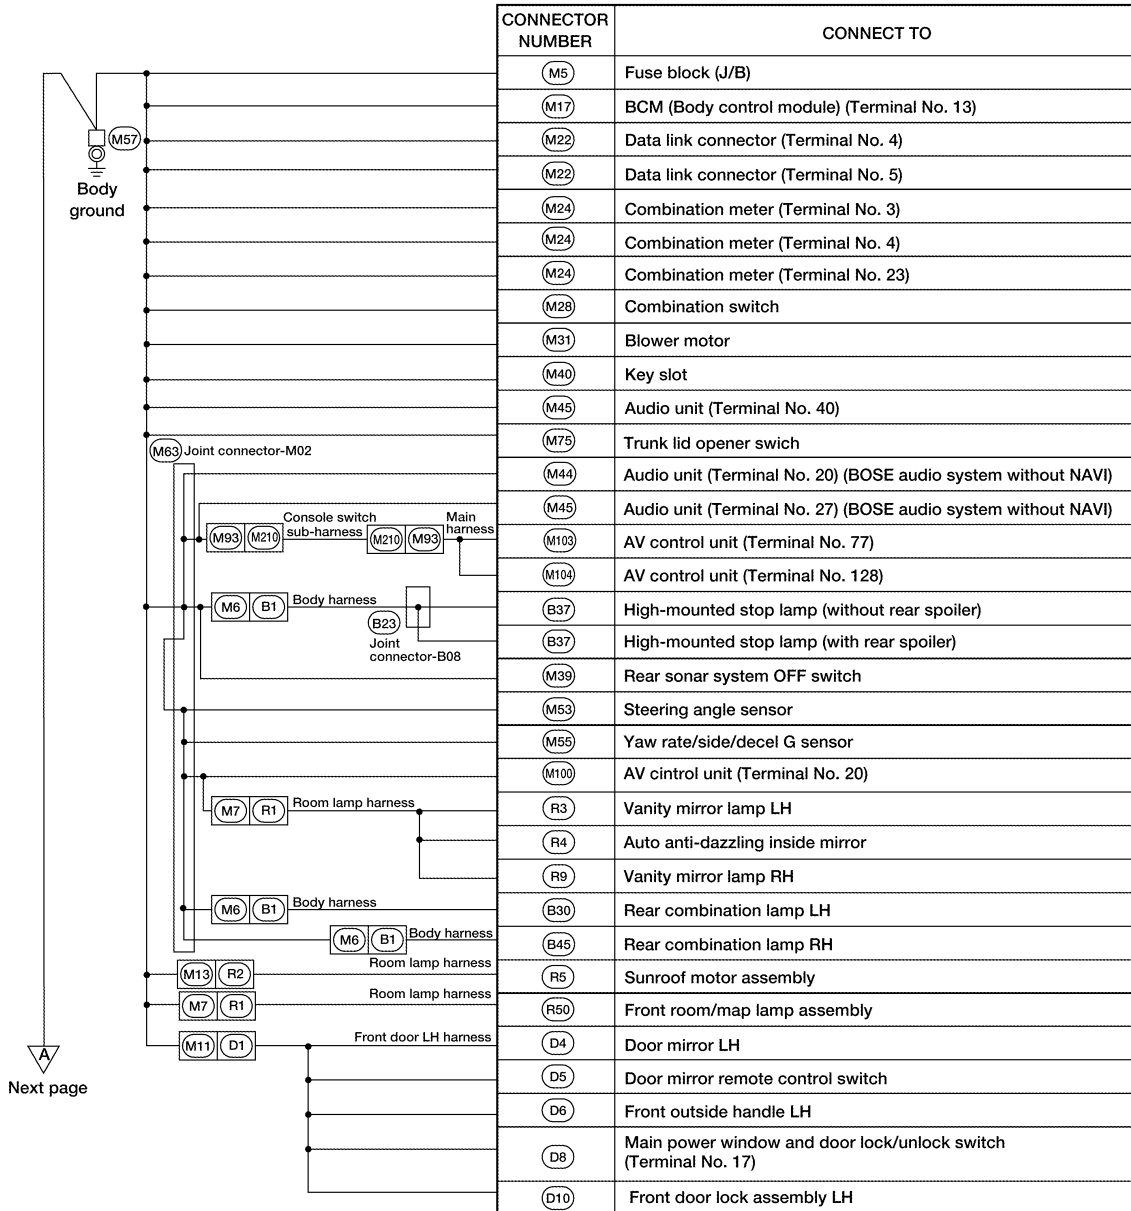 CONNECTOR
NUMBER
CONNECT TO
M5 Fuse block (J/B)
M17 BCM (Body control module) (Terminal No. 13)
M57
M22 Data link connector (Terminal No. 4)
M22 Data link connector (Terminal No. 5)
Body
ground
M24 Combination meter (Terminal No. 3)
M24 Combination meter (Terminal No. 4)
M24 Combination meter (Terminal No. 23)
M28 Combination switch
M31 Blower motor
M40 Key slot
M45 Audio unit (Terminal No. 40)
M75 Trunk lid opener swich
M63 Joint connector-M02
M44 Audio unit (Terminal No. 20) (BOSE audio system without NAVI)
M45 Audio unit (Terminal No. 27) (BOSE audio system without NAVI)
M93 M210
Console switch
sub-harness
M210 M93
Main
harness
M103 AV control unit (Terminal No. 77)
M104 AV control unit (Terminal No. 128)
M6 B1 Body harness
B37 High-mounted stop lamp (without rear spoiler)
B23
Joint
connector-B08
B37 High-mounted stop lamp (with rear spoiler)
M39 Rear sonar system OFF switch
M53 Steering angle sensor
M55 Yaw rate/side/decel G sensor
M100 AV cintrol unit (Terminal No. 20)
M7 R1 Room lamp harness
R3 Vanity mirror lamp LH
R4 Auto anti-dazzling inside mirror
R9 Vanity mirror lamp RH
M6 B1 Body harness
B30 Rear combination lamp LH
M6 B1 Body harness
B45 Rear combination lamp RH
M13 R2 Room lamp harness
R5 Sunroof motor assembly
M7 R1 Room lamp harness
R50 Front room/map lamp assembly
M11 D1 Front door LH harness
D4 Door mirror LH
A
Next page
D5 Door mirror remote control switch
D6 Front outside handle LH
D8 Main power window and door lock/unlock switch
(Terminal No. 17)
D10 Front door lock assembly LH